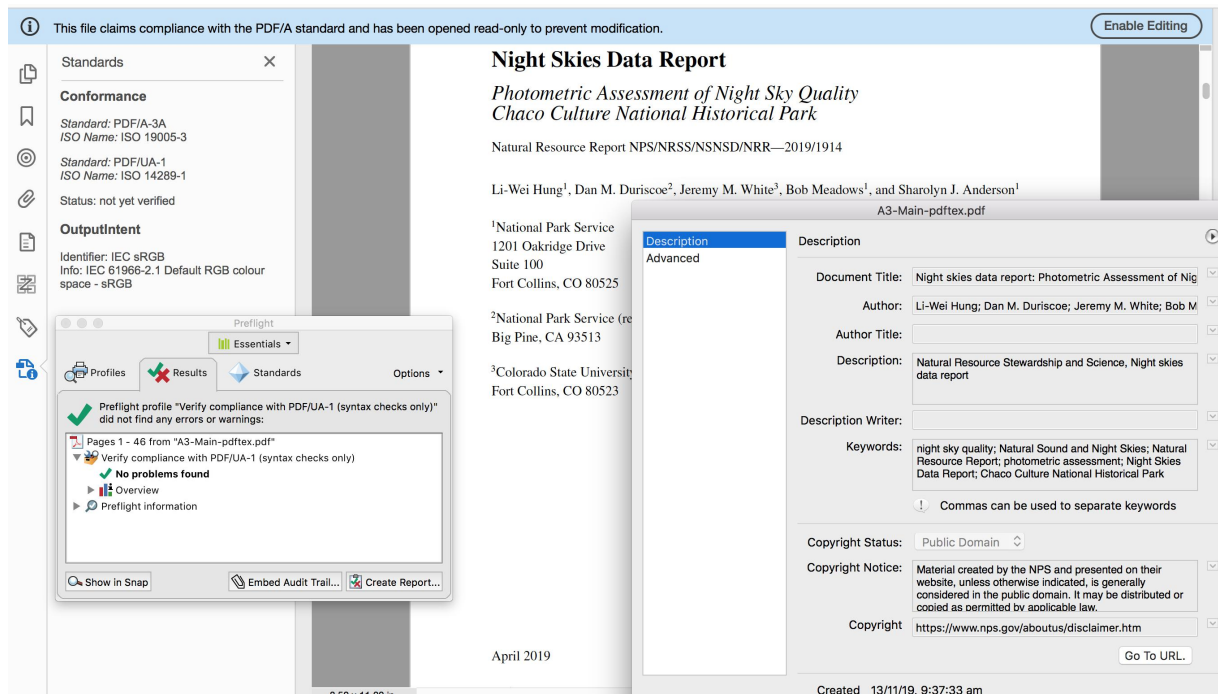 This file claims compliance with the PDF/A standard and has been opened read-only to prevent modification.
Enable Editing
Standards
Conformance
Standard: PDF/A-3A
ISO Name: ISO 19005-3
Standard: PDF/UA-1
ISO Name: ISO 14289-1
Status: not yet verified
OutputIntent
Identifier: IEC sRGB
Info: IEC 61966-2.1 Default RGB colour
space - sRGB
Preflight
Essentials
Profiles
Results
Standards
Options
Preflight profile "Verify compliance with PDF/UA-1 (syntax checks only)"
did not find any errors or warnings:
Pages 1 - 46 from "A3-Main-pdftex.pdf"
Verify compliance with PDF/UA-1 (syntax checks only)
No problems found
Overview
Preflight information
Show in Snap
Embed Audit Trail...
Create Report...
Night Skies Data Report
Photometric Assessment of Night Sky Quality
Chaco Culture National Historical Park
Natural Resource Report NPS/NRSS/NSNSD/NRR—2019/1914
Li-Wei Hung1, Dan M. Duriscoe2, Jeremy M. White3, Bob Meadows1, and Sharolyn J. Anderson1
1National Park Service
1201 Oakridge Drive
Suite 100
Fort Collins, CO 80525
2National Park Service (re
Big Pine, CA 93513
3Colorado State University
Fort Collins, CO 80523
April 2019
A3-Main-pdftex.pdf
Description
Advanced
Description
Document Title: Night skies data report: Photometric Assessment of Nig
Author: Li-Wei Hung; Dan M. Duriscoe; Jeremy M. White; Bob M
Author Title:
Description: Natural Resource Stewardship and Science, Night skies
data report
Description Writer:
Keywords: night sky quality; Natural Sound and Night Skies; Natural
Resource Report; photometric assessment; Night Skies
Data Report; Chaco Culture National Historical Park
Commas can be used to separate keywords
Copyright Status: Public Domain
Copyright Notice: Material created by the NPS and presented on their
website, unless otherwise indicated, is generally
considered in the public domain. It may be distributed or
copied as permitted by applicable law.
Copyright https://www.nps.gov/aboutus/disclaimer.htm
Go To URL.
Created 13/11/19, 9:37:33 am